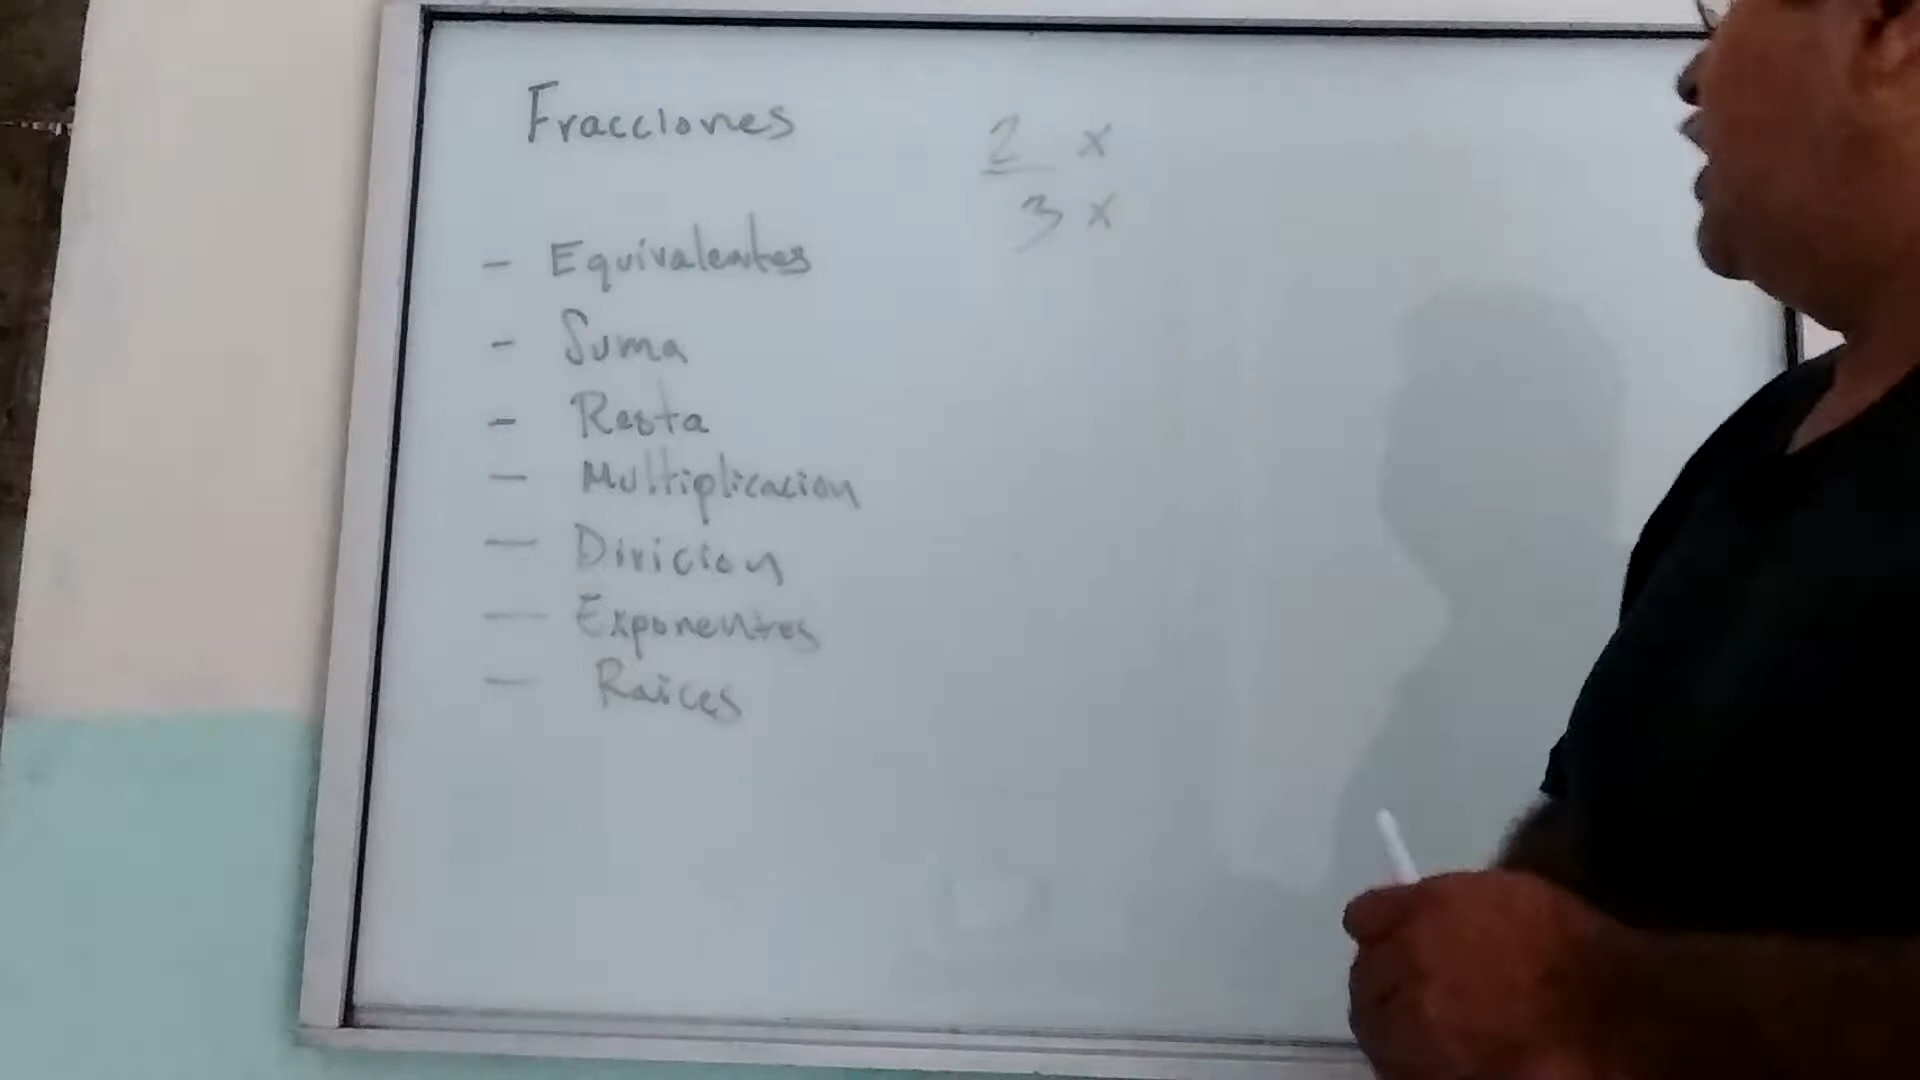 Fracciones
2 x
3 x
- Equivalentes
- Suma
- Resta
- Multiplicacion
- Divicion
- Exponentes
- Raices